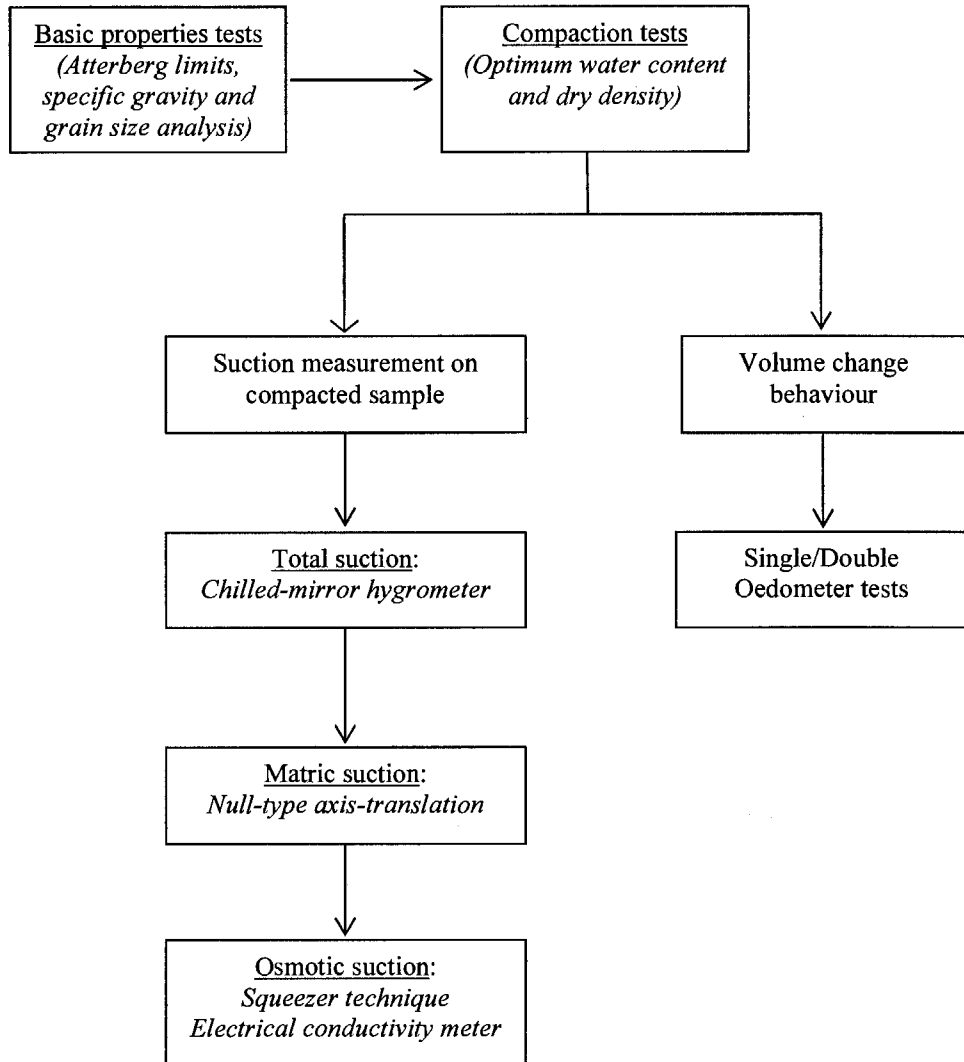 Basic properties tests
(Atterberg limits,
specific gravity and
grain size analysis)
Compaction tests
(Optimum water content
and dry density)
Suction measurement on
compacted sample
Volume change
behaviour
Total suction:
Chilled-mirror hygrometer
Single/Double
Oedometer tests
Matric suction:
Null-type axis-translation
Osmotic suction:
Squeezer technique
Electrical conductivity meter